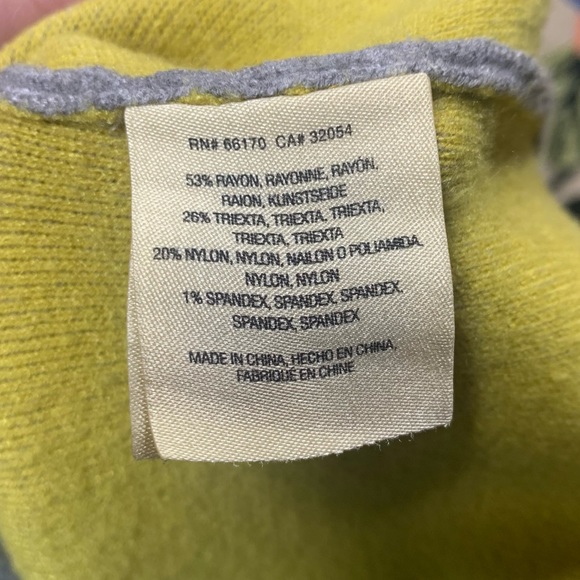 RN# 66170 CA# 32054
53% RAYON, RAYONNE, RAYON,
RAION, KUNSTSEIDE
26% TRIEXTA, TRIEXTA, TRIEXTA,
TRIEXTA, TRIEXTA
20% NYLON, NYLON, NAILON O POLIAMIDA,
NYLON, NYLON
1% SPANDEX, SPANDEX, SPANDEX,
SPANDEX, SPANDEX
MADE IN CHINA, HECHO EN CHINA,
FABRIQUÉ EN CHINE